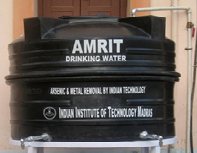 AMRIT
DRINKING WATER
ARSENIC & METAL REMOVAL BY INDIAN TECHNOLOGY
INDIAN INSTITUTE OF TECHNOLOGY MADRAS